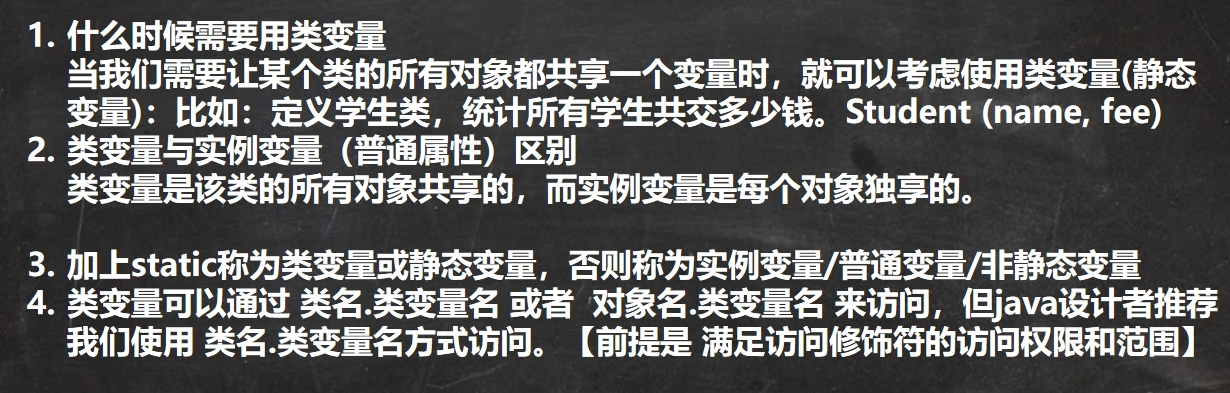 1. 什么时候需要用类变量
当我们需要让某个类的所有对象都共享一个变量时，就可以考虑使用类变量(静态
变量)：比如：定义学生类，统计所有学生共交多少钱。Student (name, fee)
2. 类变量与实例变量（普通属性）区别
类变量是该类的所有对象共享的，而实例变量是每个对象独享的。
3. 加上static称为类变量或静态变量，否则称为实例变量/普通变量/非静态变量
4. 类变量可以通过 类名.类变量名 或者 对象名.类变量名 来访问，但java设计者推荐
我们使用 类名.类变量名方式访问。【前提是 满足访问修饰符的访问权限和范围】